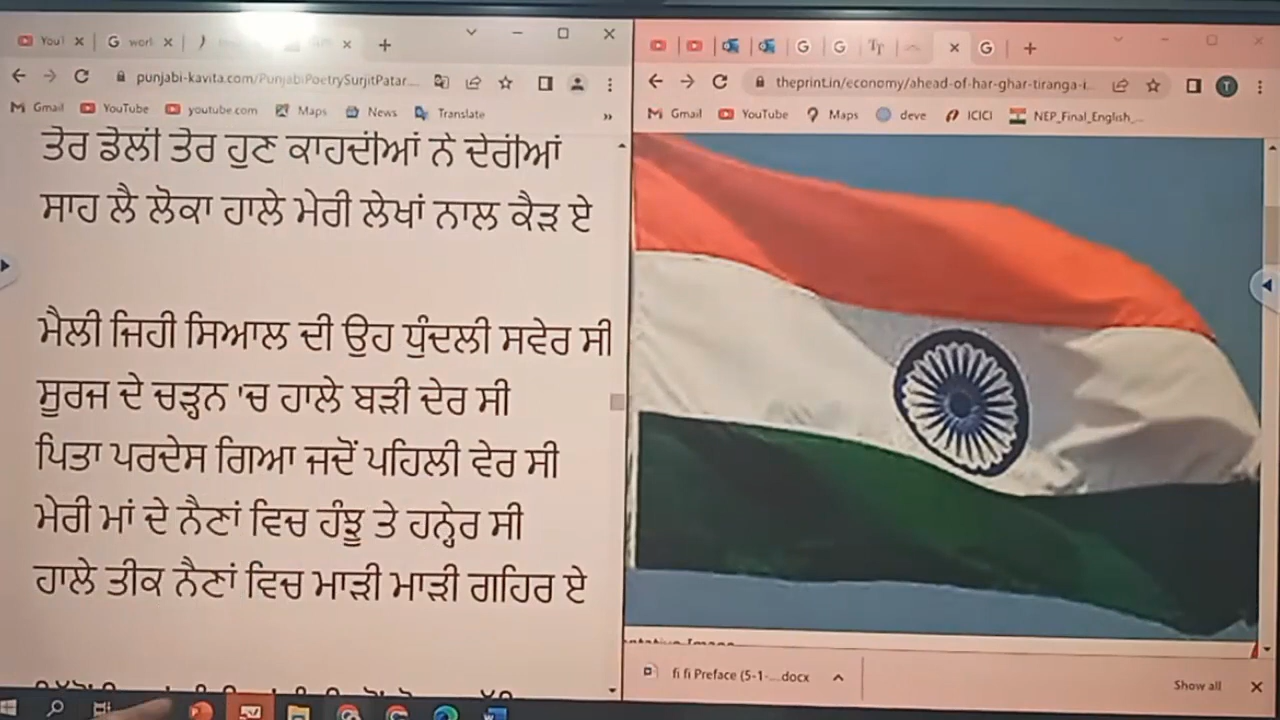 YouT
G work
punjabi-kavita.com/PunjabiPoetrySurjitPatar...
Gmail YouTube youtube.com Maps News Translate »
ਤੋਰ ਡੋਲੀ ਤੋਰ ਹੁਣ ਕਾਹਦੀਆਂ ਨੇ ਦੇਰੀਆਂ
ਸਾਹ ਲੈ ਲੋਕਾ ਹਾਲੇ ਮੇਰੀ ਲੇਖਾਂ ਨਾਲ ਕੈੜ ਏ
ਮੈਲੀ ਜਿਹੀ ਸਿਆਲ ਦੀ ਉਹ ਧੁੰਦਲੀ ਸਵੇਰ ਸੀ
ਸੂਰਜ ਦੇ ਚੜ੍ਹਨ 'ਚ ਹਾਲੇ ਬੜੀ ਦੇਰ ਸੀ
ਪਿਤਾ ਪਰਦੇਸ ਗਿਆ ਜਦੋਂ ਪਹਿਲੀ ਵੇਰ ਸੀ
ਮੇਰੀ ਮਾਂ ਦੇ ਨੈਣਾਂ ਵਿਚ ਹੰਝੂ ਤੇ ਹਨ੍ਹੇਰ ਸੀ
ਹਾਲੇ ਤੀਕ ਨੈਣਾਂ ਵਿਚ ਮਾੜੀ ਮਾੜੀ ਗਹਿਰ ਏ
theprint.in/economy/ahead-of-har-ghar-tiranga-i...
Gmail YouTube Maps deve ICICI NEP_Final_English_...
fi fi Preface (5-1-....docx
Show all